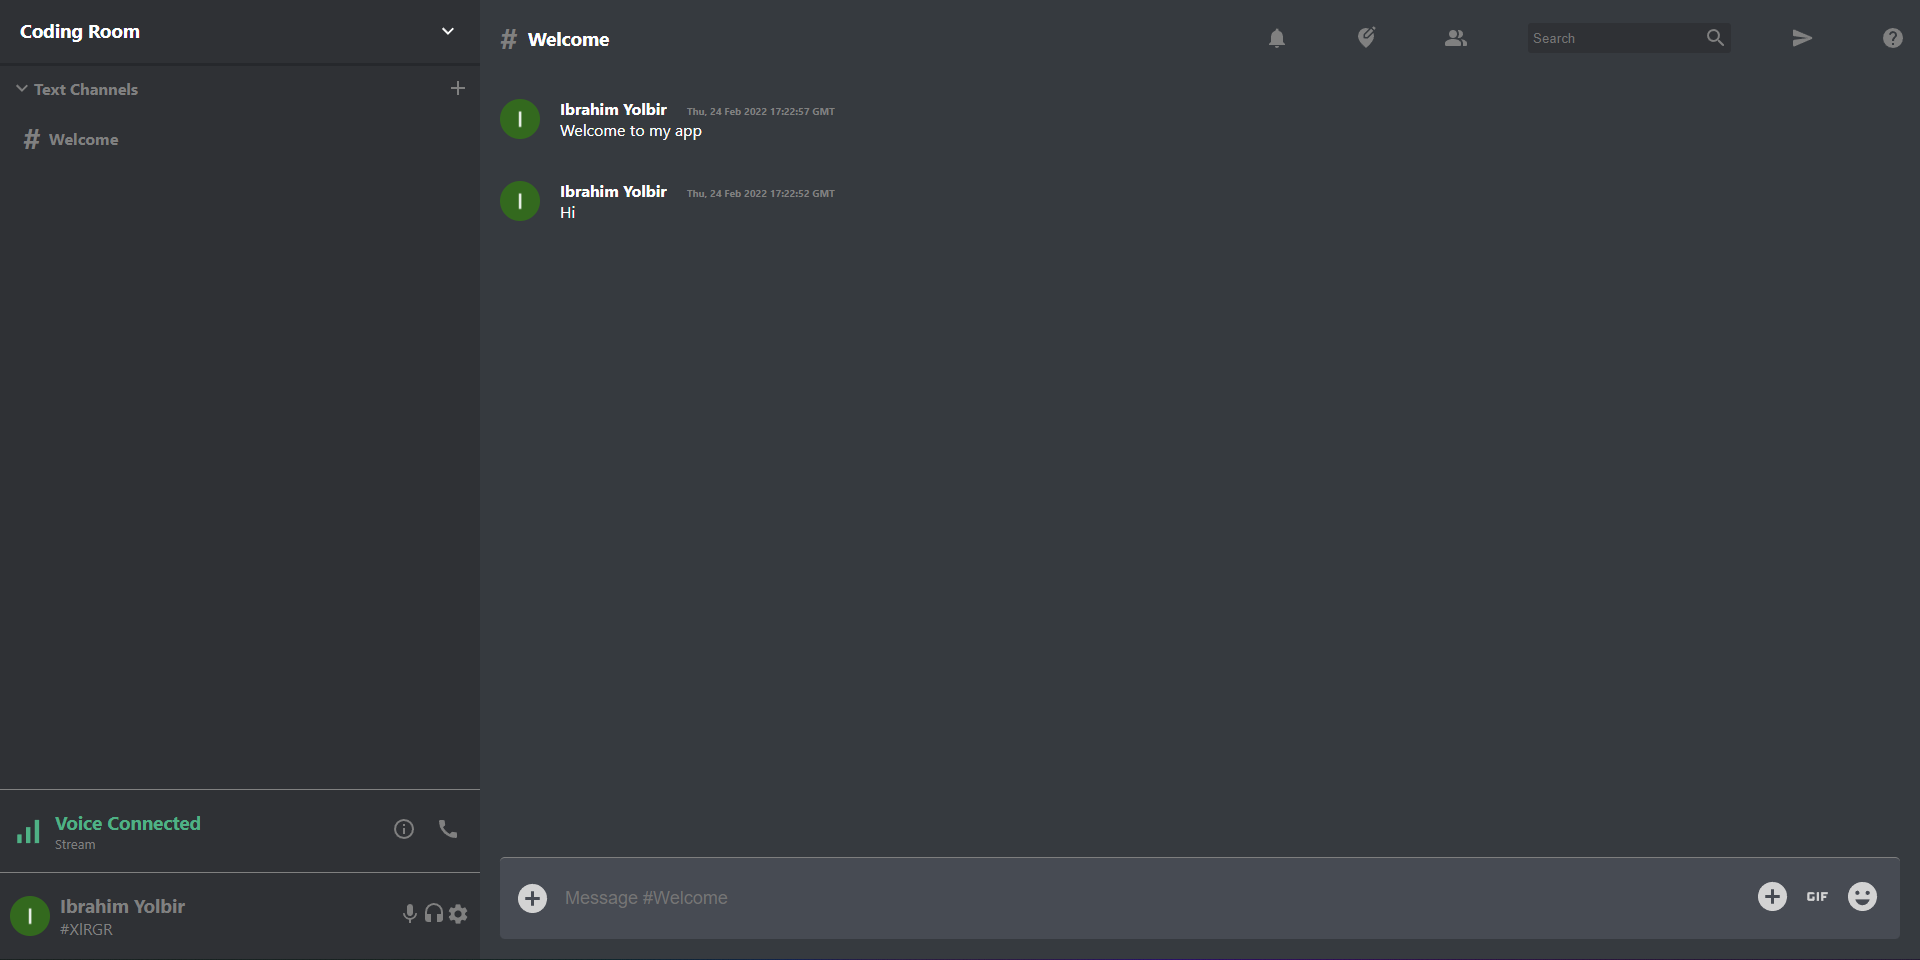 Coding Room
Text Channels
# Welcome
Voice Connected
Stream
I
Ibrahim Yolbir
#XlRGR
# Welcome
Search
I
Ibrahim Yolbir Thu, 24 Feb 2022 17:22:57 GMT
Welcome to my app
I
Ibrahim Yolbir Thu, 24 Feb 2022 17:22:52 GMT
Hi
Message #Welcome
GIF